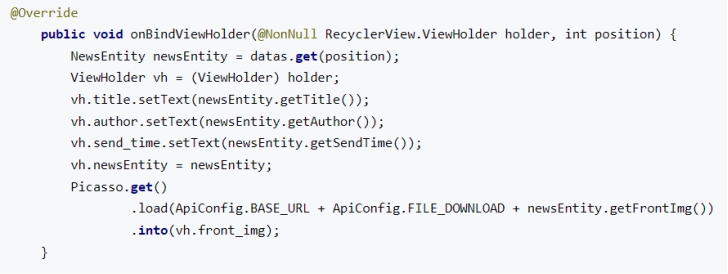 @Override
    public void onBindViewHolder(@NonNull RecyclerView.ViewHolder holder, int position) {
        NewsEntity newsEntity = datas.get(position);
        ViewHolder vh = (ViewHolder) holder;
        vh.title.setText(newsEntity.getTitle());
        vh.author.setText(newsEntity.getAuthor());
        vh.send_time.setText(newsEntity.getSendTime());
        vh.newsEntity = newsEntity;
        Picasso.get()
                .load(ApiConfig.BASE_URL + ApiConfig.FILE_DOWNLOAD + newsEntity.getFrontImg())
                .into(vh.front_img);
    }